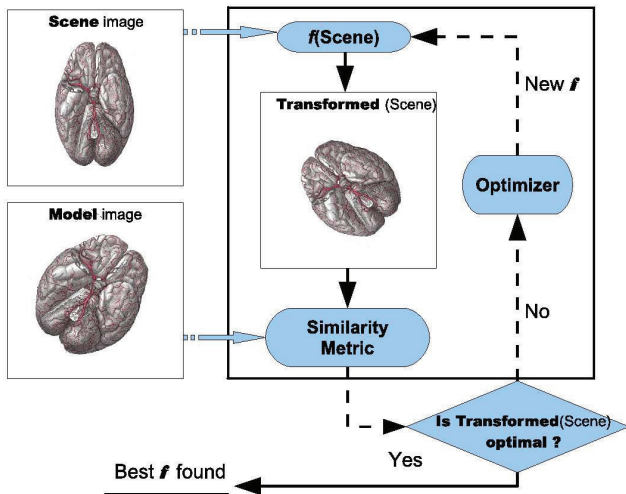 Scene image
f(Scene)
Transformed (Scene)
New f
Optimizer
Model image
Similarity
Metric
No
Is Transformed(Scene)
optimal ?
Yes
Best f found